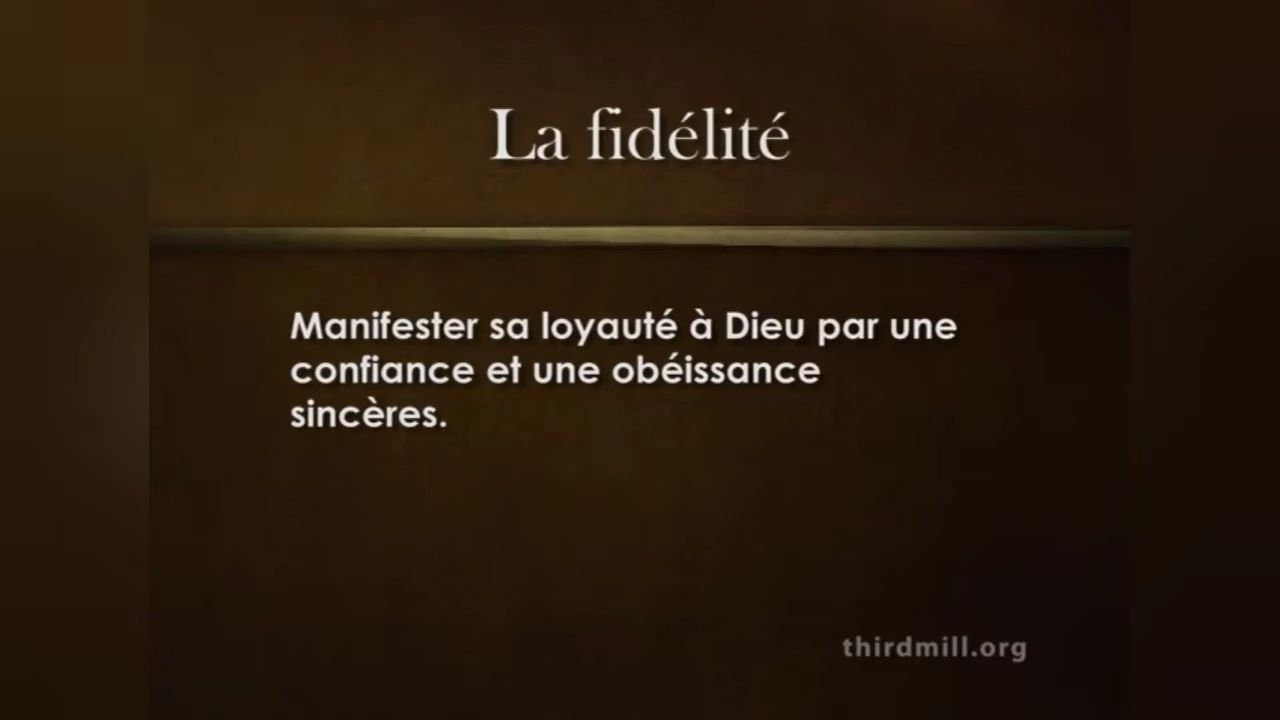 La fidélité
Manifester sa loyauté à Dieu par une
confiance et une obéissance
sincères.
thirdmill.org